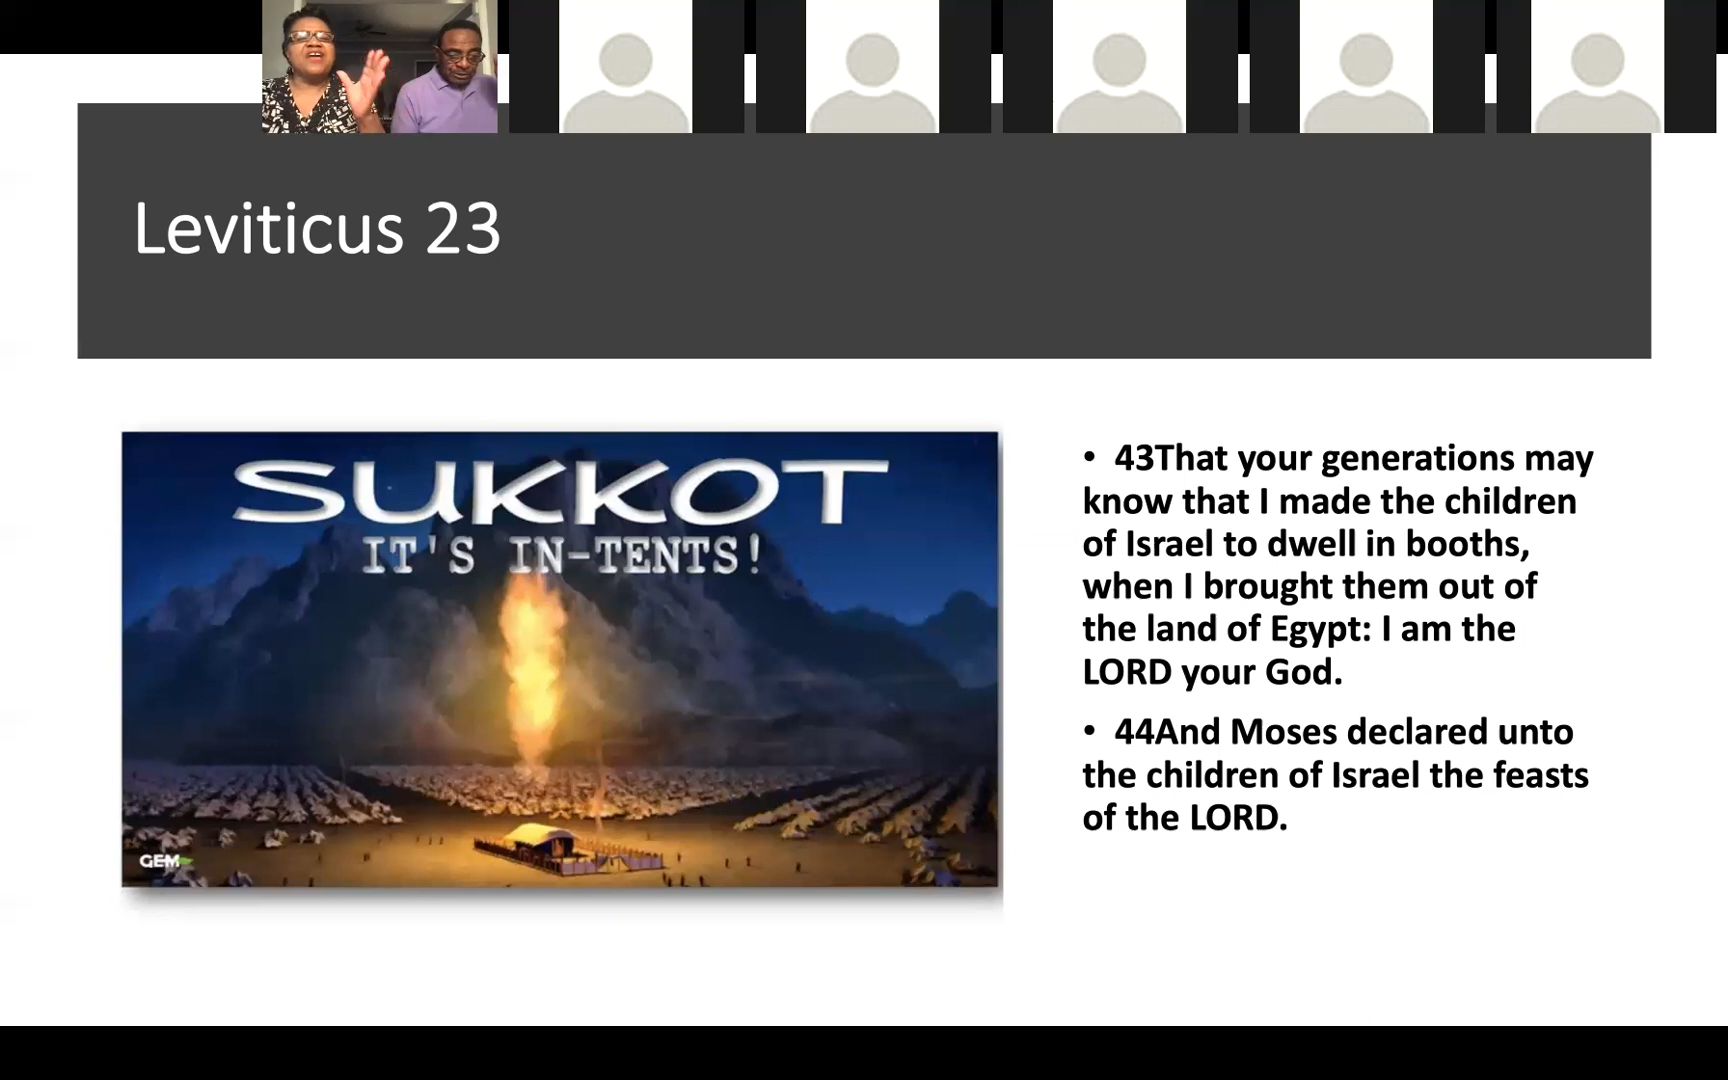 Leviticus 23
SUKKOT
IT'S IN-TENTS!
GEM
• 43That your generations may
know that I made the children
of Israel to dwell in booths,
when I brought them out of
the land of Egypt: I am the
LORD your God.
• 44And Moses declared unto
the children of Israel the feasts
of the LORD.